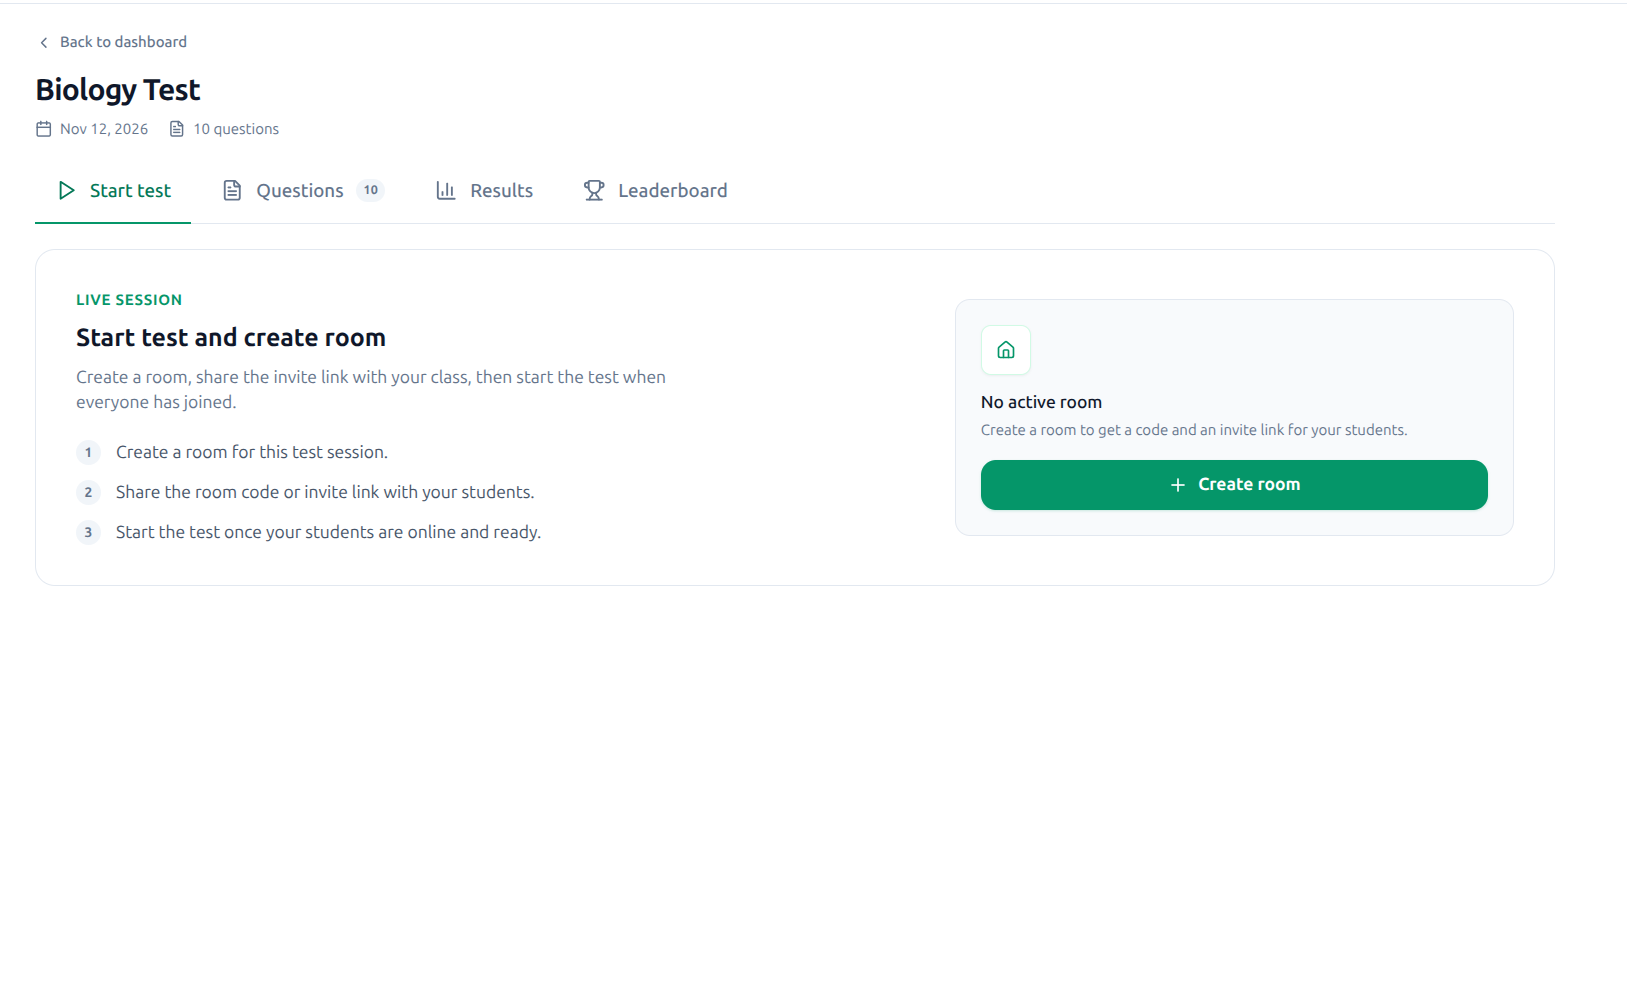 Back to dashboard
Biology Test
Nov 12, 2026 10 questions
Start test Questions 10 Results Leaderboard
LIVE SESSION
Start test and create room
Create a room, share the invite link with your class, then start the test when
everyone has joined.
1 Create a room for this test session.
2 Share the room code or invite link with your students.
3 Start the test once your students are online and ready.
No active room
Create a room to get a code and an invite link for your students.
Create room